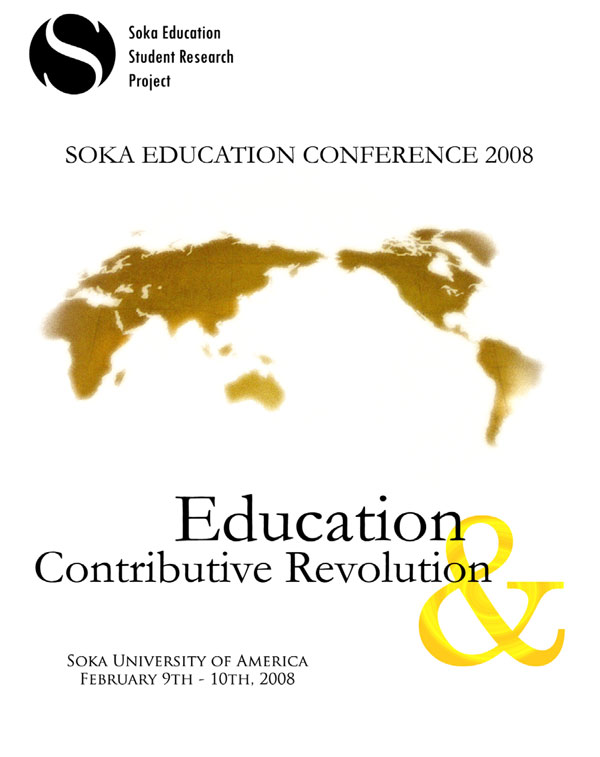 Soka Education
Student Research
Project
SOKA EDUCATION CONFERENCE 2008
Education
&
Contributive Revolution
SOKA UNIVERSITY OF AMERICA
FEBRUARY 9TH - 10TH, 2008